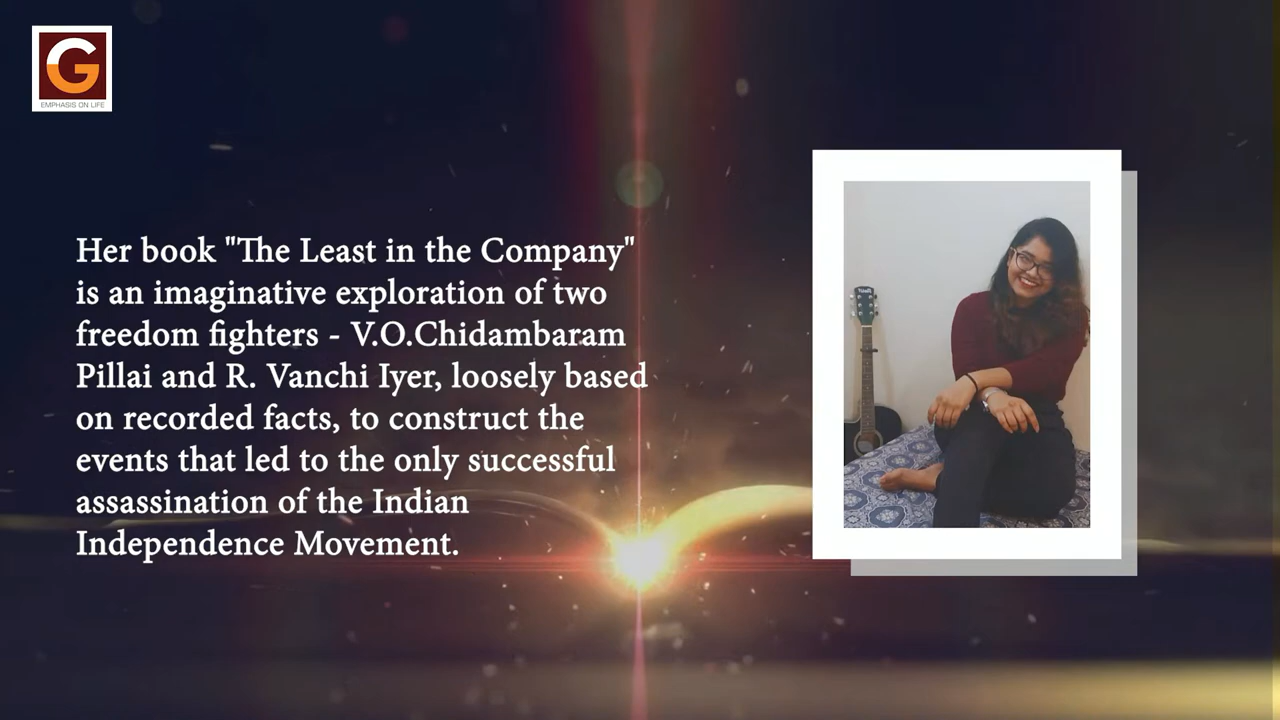 G
EMPHASIS ON LIFE
Her book "The Least in the Company"
is an imaginative exploration of two
freedom fighters - V.O.Chidambaram
Pillai and R. Vanchi Iyer, loosely based
on recorded facts, to construct the
events that led to the only successful
assassination of the Indian
Independence Movement.